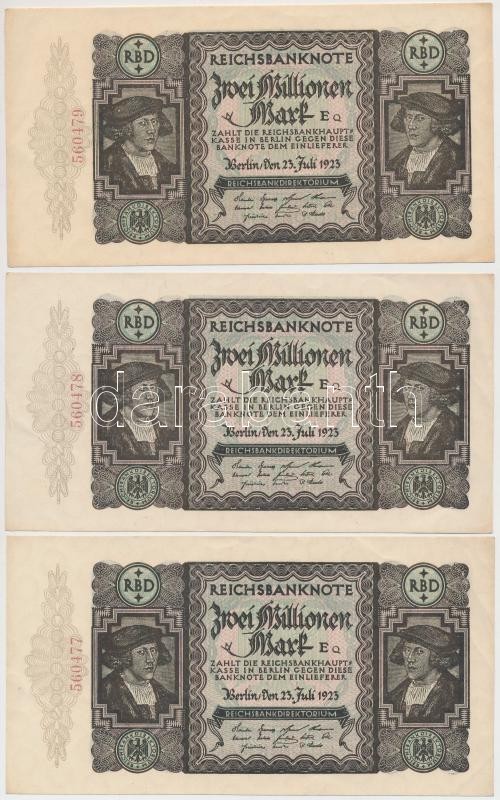 RBD
RBD
REICHSBANKNOTE
Zwei Millionen
Mark
EQ
ZAHLT DIE REICHSBANKHAUPT-
KASSE IN BERLIN GEGEN DIESE
BANKNOTE DEM EINLIEFERER
Berlin, den 23. Juli 1923
REICHSBANKDIREKTORIUM
560479
RBD
RBD
REICHSBANKNOTE
Zwei Millionen
Mark
EQ
ZAHLT DIE REICHSBANKHAUPT-
KASSE IN BERLIN GEGEN DIESE
BANKNOTE DEM EINLIEFERER
Berlin, den 23. Juli 1923
REICHSBANKDIREKTORIUM
560478
RBD
RBD
REICHSBANKNOTE
Zwei Millionen
Mark
EQ
ZAHLT DIE REICHSBANKHAUPT-
KASSE IN BERLIN GEGEN DIESE
BANKNOTE DEM EINLIEFERER
Berlin, den 23. Juli 1923
REICHSBANKDIREKTORIUM
560477